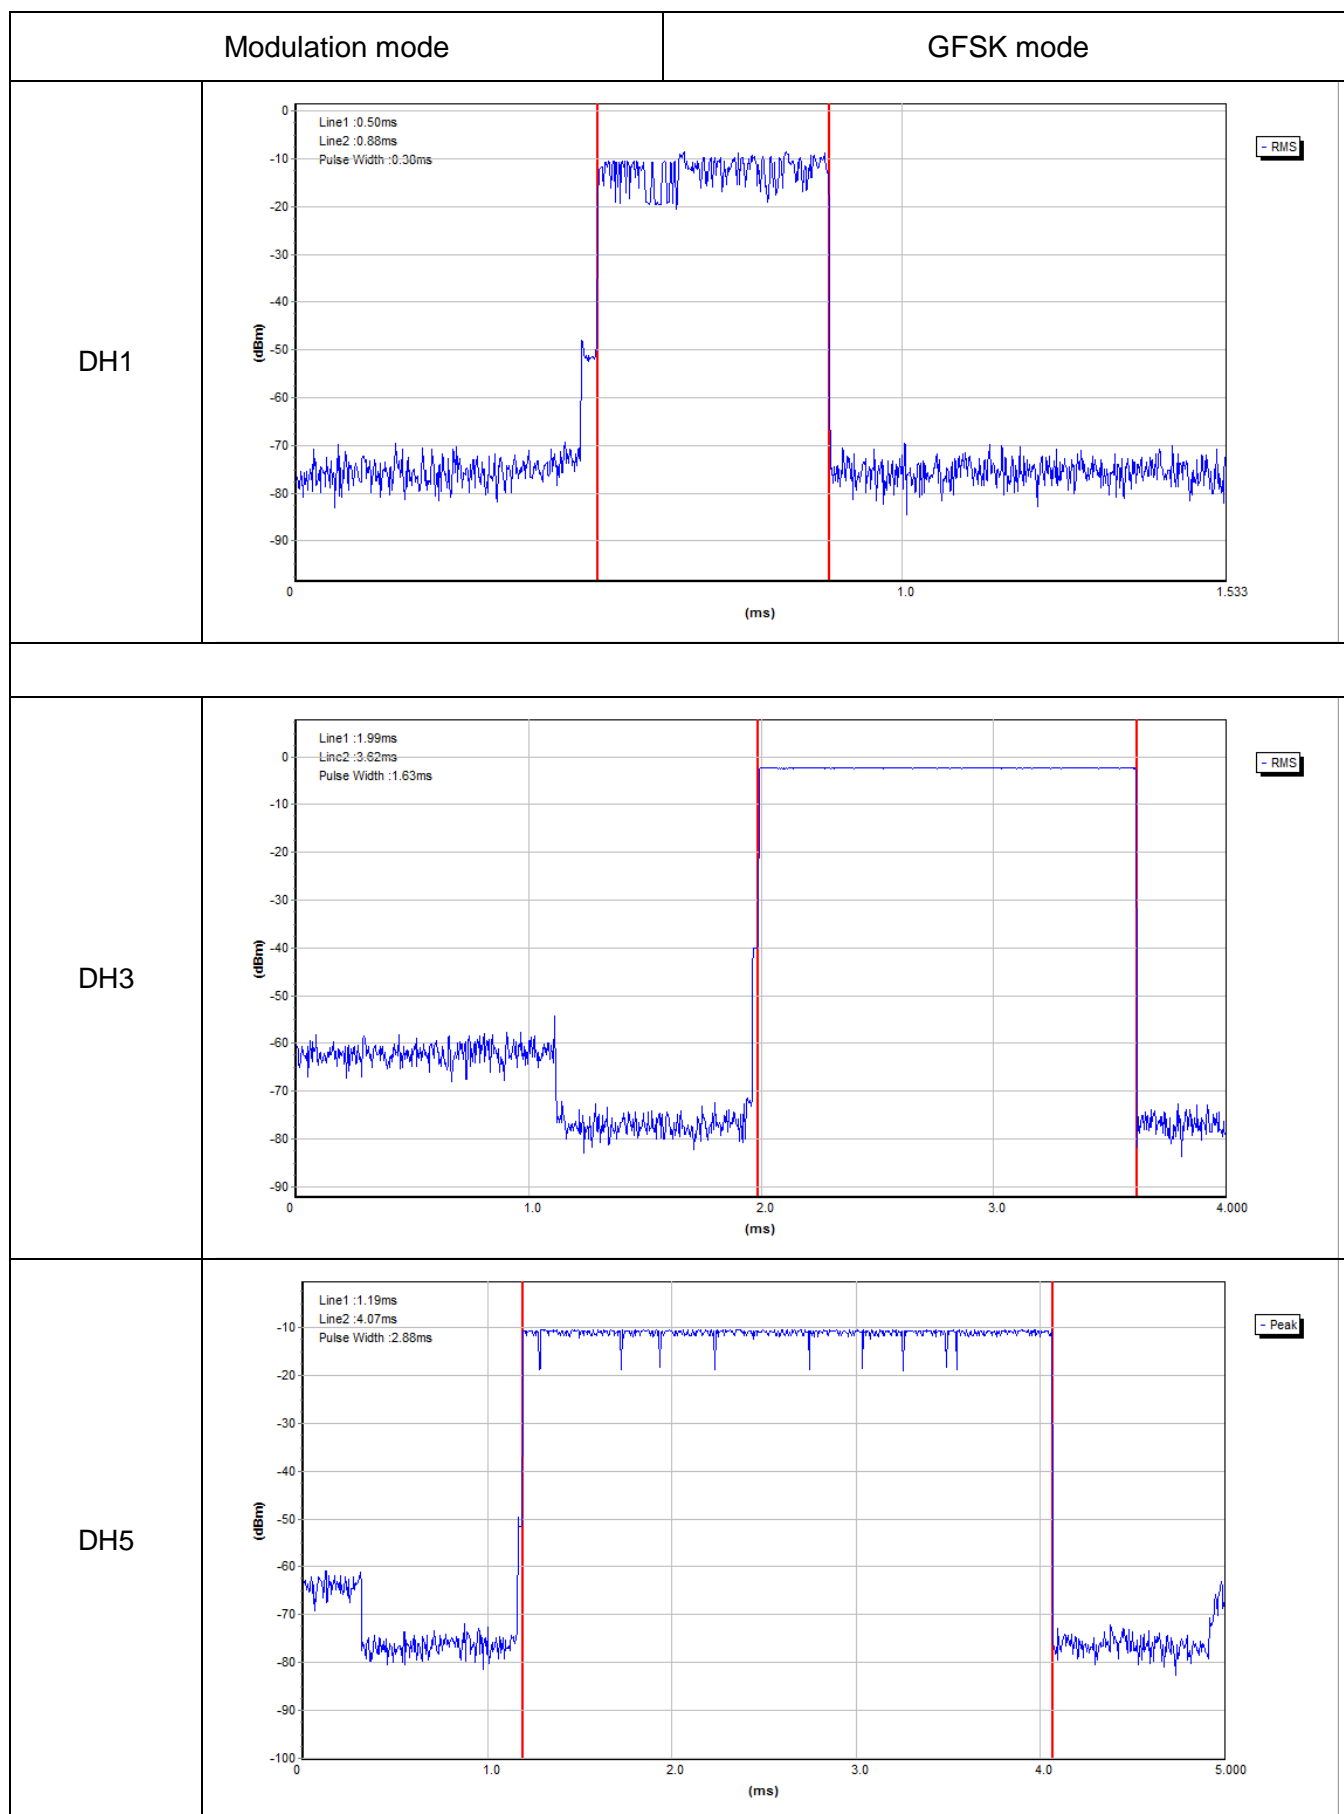 Modulation mode GFSK mode
DH1
Line1 :0.50ms
Line2 :0.88ms
Pulse Width :0.38ms
- RMS
0
-10
-20
-30
-40
-50
-60
-70
-80
-90
(dBm)
0 1.0 1.533
(ms)
DH3
Line1 :1.99ms
Line2 :3.62ms
Pulse Width :1.63ms
- RMS
0
-10
-20
-30
-40
-50
-60
-70
-80
-90
(dBm)
0 1.0 2.0 3.0 4.000
(ms)
DH5
Line1 :1.19ms
Line2 :4.07ms
Pulse Width :2.88ms
- Peak
-10
-20
-30
-40
-50
-60
-70
-80
-90
-100
(dBm)
0 1.0 2.0 3.0 4.0 5.000
(ms)